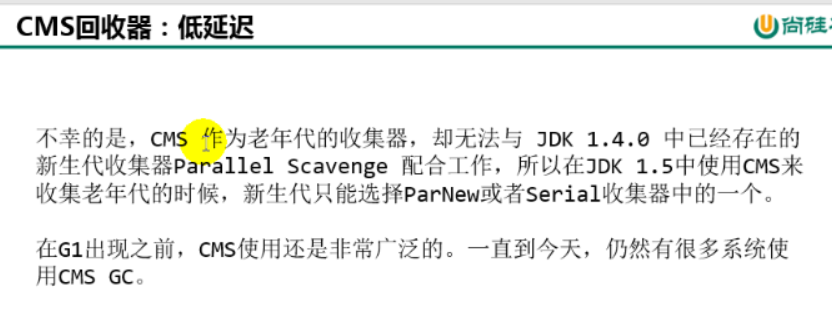 CMS回收器：低延迟
尚硅
不幸的是，CMS 作为老年代的收集器，却无法与 JDK 1.4.0 中已经存在的
新生代收集器Parallel Scavenge 配合工作，所以在JDK 1.5中使用CMS来
收集老年代的时候，新生代只能选择ParNew或者Serial收集器中的一个。
在G1出现之前，CMS使用还是非常广泛的。一直到今天，仍然有很多系统使
用CMS GC。